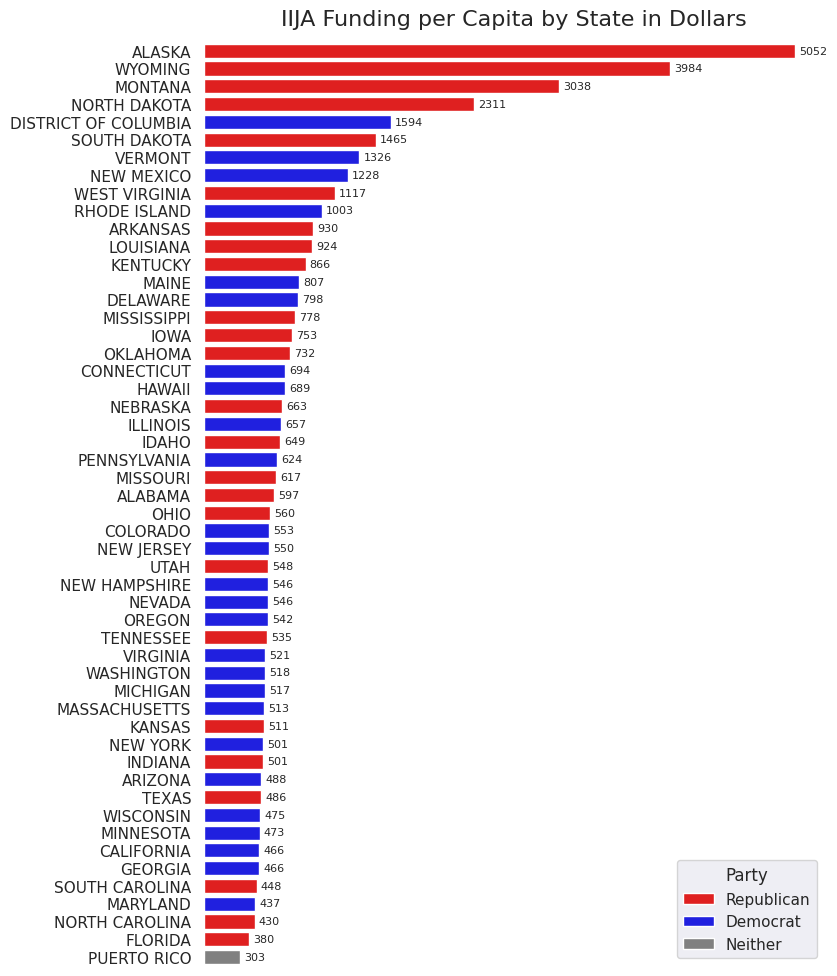 IIJA Funding per Capita by State in Dollars
ALASKA 5052
WYOMING 3984
MONTANA 3038
NORTH DAKOTA 2311
DISTRICT OF COLUMBIA 1594
SOUTH DAKOTA 1465
VERMONT 1326
NEW MEXICO 1228
WEST VIRGINIA 1117
RHODE ISLAND 1003
ARKANSAS 930
LOUISIANA 924
KENTUCKY 866
MAINE 807
DELAWARE 798
MISSISSIPPI 778
IOWA 753
OKLAHOMA 732
CONNECTICUT 694
HAWAII 689
NEBRASKA 663
ILLINOIS 657
IDAHO 649
PENNSYLVANIA 624
MISSOURI 617
ALABAMA 597
OHIO 560
COLORADO 553
NEW JERSEY 550
UTAH 548
NEW HAMPSHIRE 546
NEVADA 546
OREGON 542
TENNESSEE 535
VIRGINIA 521
WASHINGTON 518
MICHIGAN 517
MASSACHUSETTS 513
KANSAS 511
NEW YORK 501
INDIANA 501
ARIZONA 488
TEXAS 486
WISCONSIN 475
MINNESOTA 473
CALIFORNIA 466
GEORGIA 466
SOUTH CAROLINA 448
MARYLAND 437
NORTH CAROLINA 430
FLORIDA 380
PUERTO RICO 303
Party
Republican
Democrat
Neither